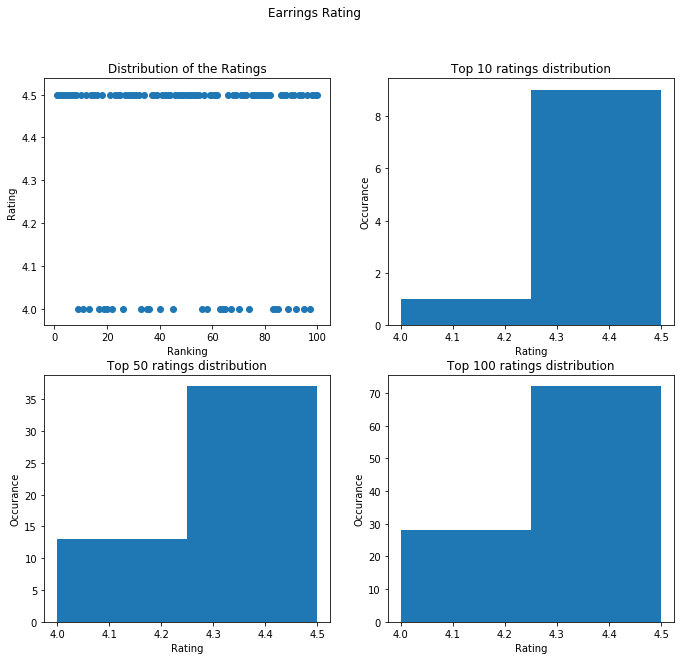 Earrings Rating
Distribution of the Ratings
4.5
4.4
4.3
4.2
4.1
4.0
Rating
0 20 40 60 80 100
Ranking
Top 10 ratings distribution
8
6
4
2
0
Occurance
4.0 4.1 4.2 4.3 4.4 4.5
Rating
Top 50 ratings distribution
35
30
25
20
15
10
5
0
Occurance
4.0 4.1 4.2 4.3 4.4 4.5
Rating
Top 100 ratings distribution
70
60
50
40
30
20
10
0
Occurance
4.0 4.1 4.2 4.3 4.4 4.5
Rating